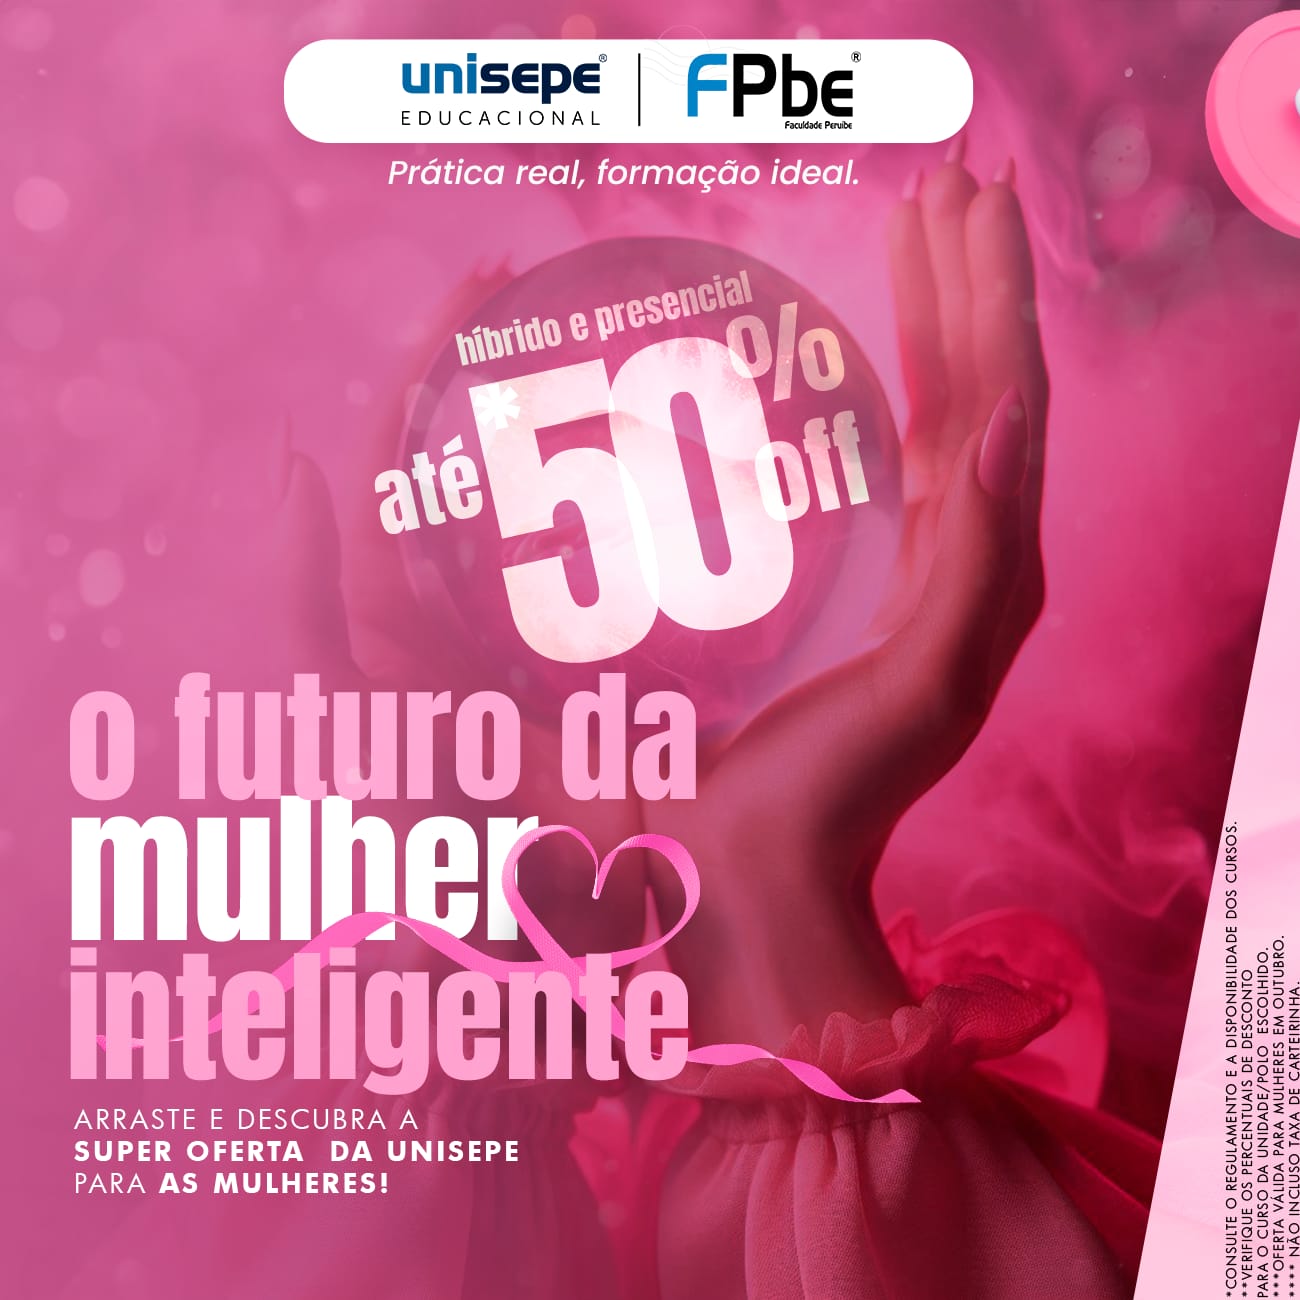 unisepe®
EDUCACIONAL
FPbe®
Faculdade Peruíbe
Prática real, formação ideal.
híbrido e presencial
até *50% off
o futuro da
mulher
inteligente
ARRASTE E DESCUBRA A
SUPER OFERTA DA UNISEPE
PARA AS MULHERES!
*CONSULTE O REGULAMENTO E A DISPONIBILIDADE DOS CURSOS.
**VERIFIQUE OS PERCENTUAIS DE DESCONTO
PARA O CURSO DA UNIDADE/POLO ESCOLHIDO.
***OFERTA VÁLIDA PARA MULHERES EM OUTUBRO.
**** NÃO INCLUSO TAXA DE CARTEIRINHA.